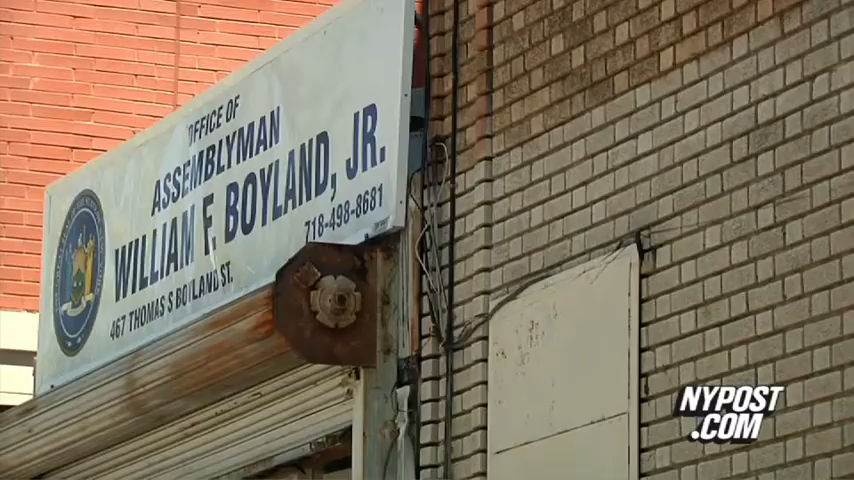 OFFICE OF
ASSEMBLYMAN
WILLIAM F. BOYLAND, JR.
467 THOMAS S BOYLAND ST.
718-498-8681
NYPOST
.COM